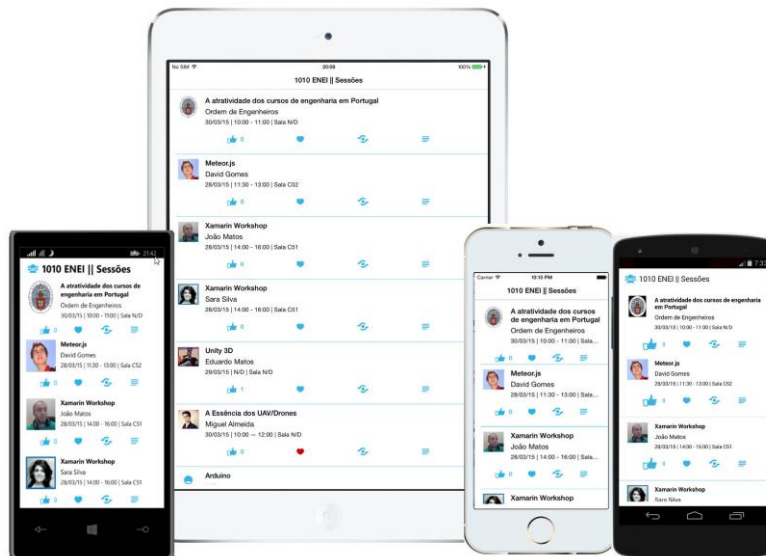 No SIM 20:09 100%
1010 ENEI || Sessões
A atratividade dos cursos de engenharia em Portugal
Ordem de Engenheiros
30/03/15 | 10:00 - 11:00 | Sala N/D
0
Meteor.js
David Gomes
28/03/15 | 11:30 - 13:00 | Sala C52
0
Xamarin Workshop
João Matos
28/03/15 | 14:00 - 16:00 | Sala C51
0
Xamarin Workshop
Sara Silva
28/03/15 | 14:00 - 16:00 | Sala C51
0
Unity 3D
Eduardo Matos
29/03/15 | N/D | Sala N/D
1
A Essência dos UAV/Drones
Miguel Almeida
30/03/15 | 10:00 — 12:00 | Sala N/D
0
Arduino
21:47
1010 ENEI || Sessões
A atratividade dos cursos de
engenharia em Portugal
Ordem de Engenheiros
30/03/15 | 10:00 - 11:00 | Sala N/D
0
Meteor.js
David Gomes
28/03/15 | 11:30 - 13:00 | Sala C52
0
Xamarin Workshop
João Matos
28/03/15 | 14:00 - 16:00 | Sala C51
0
Xamarin Workshop
Sara Silva
28/03/15 | 14:00 - 16:00 | Sala C51
0
Carrier 10:15 PM
1010 ENEI || Sessões
A atratividade dos cursos
de engenharia em Portugal
Ordem de Engenheiros
30/03/15 | 10:00 - 11:00 | Sala...
0
Meteor.js
David Gomes
28/03/15 | 11:30 - 13:00 | Sala...
0
Xamarin Workshop
João Matos
28/03/15 | 14:00 - 16:00 | Sala...
0
Xamarin Workshop
7:32
1010 ENEI || Sessões
A atratividade dos cursos de engenharia
em Portugal
Ordem de Engenheiros
30/03/15 | 10:00 - 11:00 | Sala N/D
0
Meteor.js
David Gomes
28/03/15 | 11:30 - 13:00 | Sala C52
0
Xamarin Workshop
João Matos
28/03/15 | 14:00 - 16:00 | Sala C51
0
Xamarin Workshop
Sara Silva